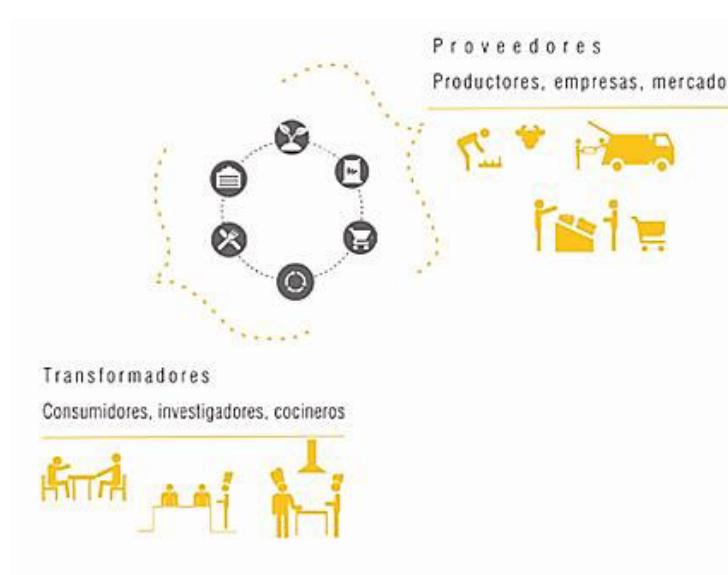 Proveedores
Productores, empresas, mercado
Transformadores
Consumidores, investigadores, cocineros